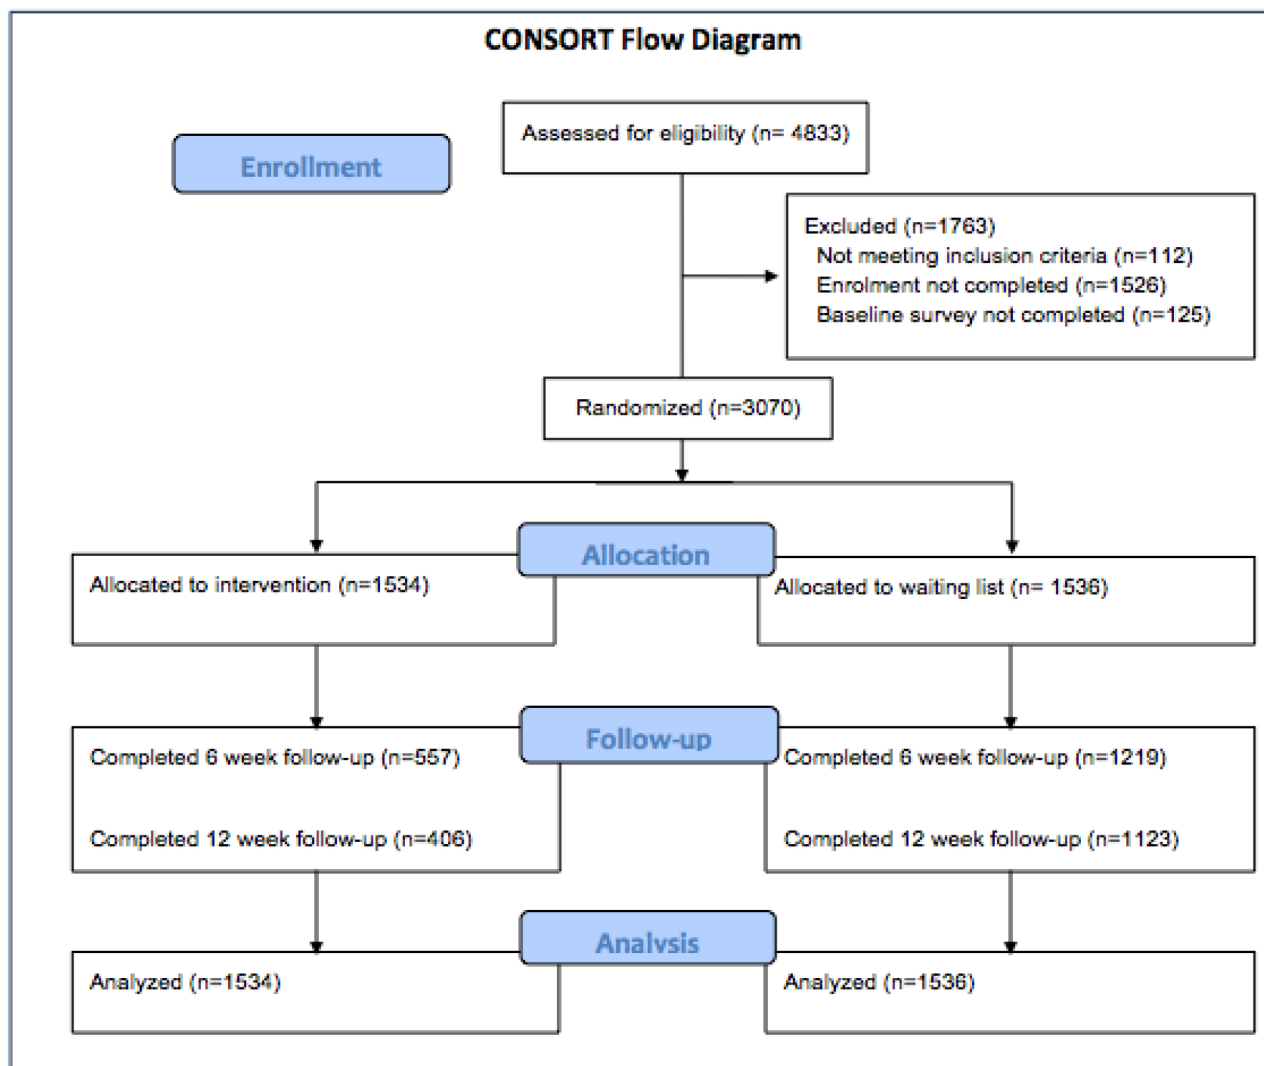 CONSORT Flow Diagram
Assessed for eligibility (n= 4833)
Enrollment
Excluded (n=1763)
Not meeting inclusion criteria (n=112)
Enrolment not completed (n=1526)
Baseline survey not completed (n=125)
Randomized (n=3070)
Allocation
Allocated to intervention (n=1534)
Allocated to waiting list (n= 1536)
Follow-up
Completed 6 week follow-up (n=557)
Completed 12 week follow-up (n=406)
Completed 6 week follow-up (n=1219)
Completed 12 week follow-up (n=1123)
Analysis
Analyzed (n=1534)
Analyzed (n=1536)